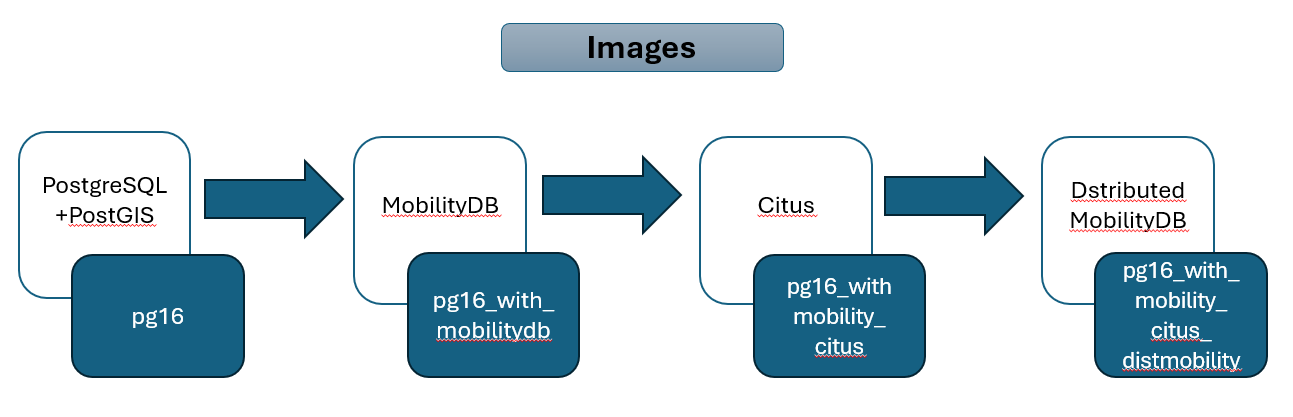 Images
PostgreSQL
+PostGIS
pg16
MobilityDB
pg16_with_
mobilitydb
Citus
pg16_with
mobility_
citus
Dstributed
MobilityDB
pg16_with_
mobility_
citus_
distmobility